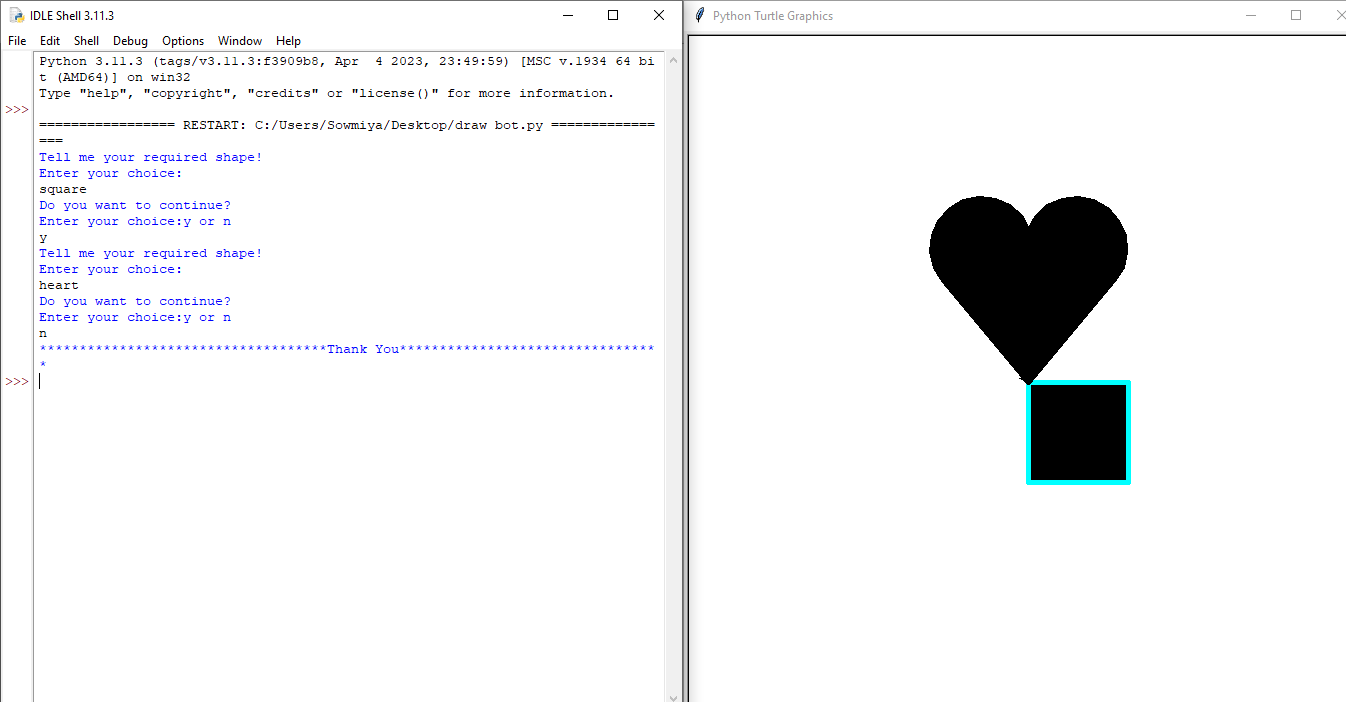 IDLE Shell 3.11.3
File Edit Shell Debug Options Window Help
Python 3.11.3 (tags/v3.11.3:f3909b8, Apr  4 2023, 23:49:59) [MSC v.1934 64 bi
t (AMD64)] on win32
Type "help", "copyright", "credits" or "license()" for more information.
>>>
================= RESTART: C:/Users/Sowmiya/Desktop/draw bot.py =============
===
Tell me your required shape!
Enter your choice:
square
Do you want to continue?
Enter your choice:y or n
y
Tell me your required shape!
Enter your choice:
heart
Do you want to continue?
Enter your choice:y or n
n
************************************Thank You********************************
*
>>>
Python Turtle Graphics